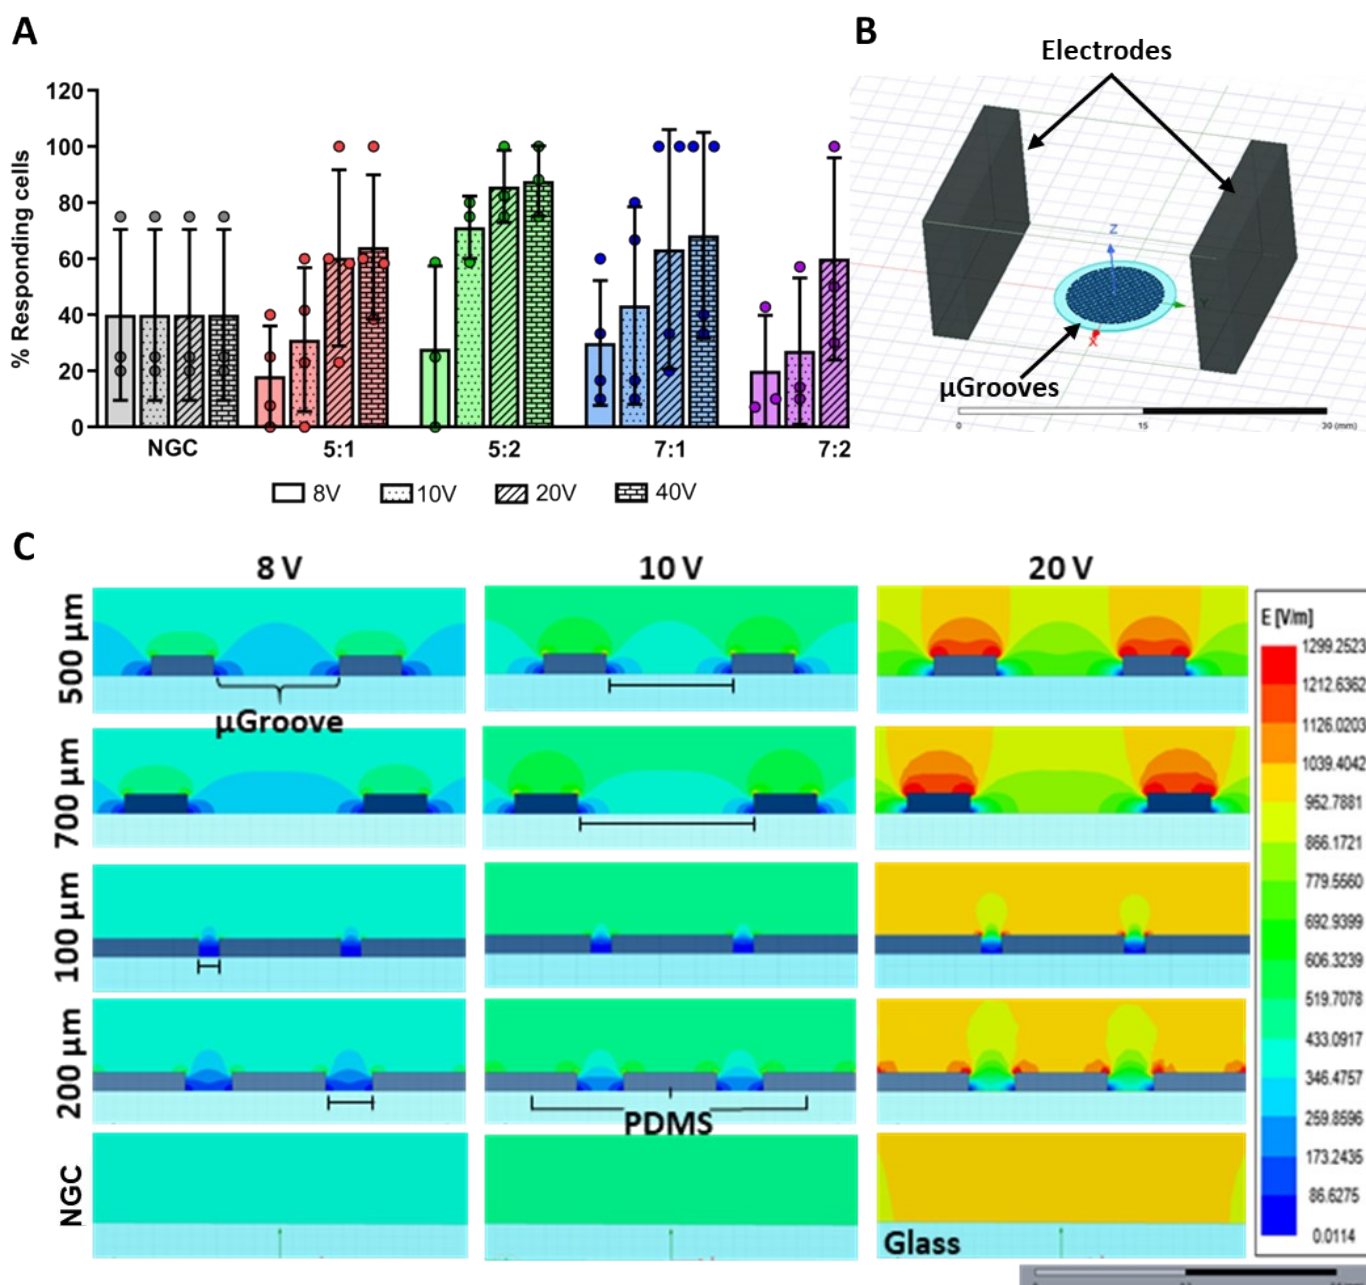 A
120
100
80
60
40
20
0
% Responding cells
NGC 5:1 5:2 7:1 7:2
8V 10V 20V 40V
B
Electrodes
Z
Y
X
µGrooves
0 15 30 (mm)
C
8 V 10 V 20 V
500 µm
µGroove
700 µm
100 µm
200 µm
PDMS
NGC
Glass
E [V/m]
1299.2523
1212.6362
1126.0203
1039.4042
952.7881
866.1721
779.5560
692.9399
606.3239
519.7078
433.0917
346.4757
259.8596
173.2435
86.6275
0.0114